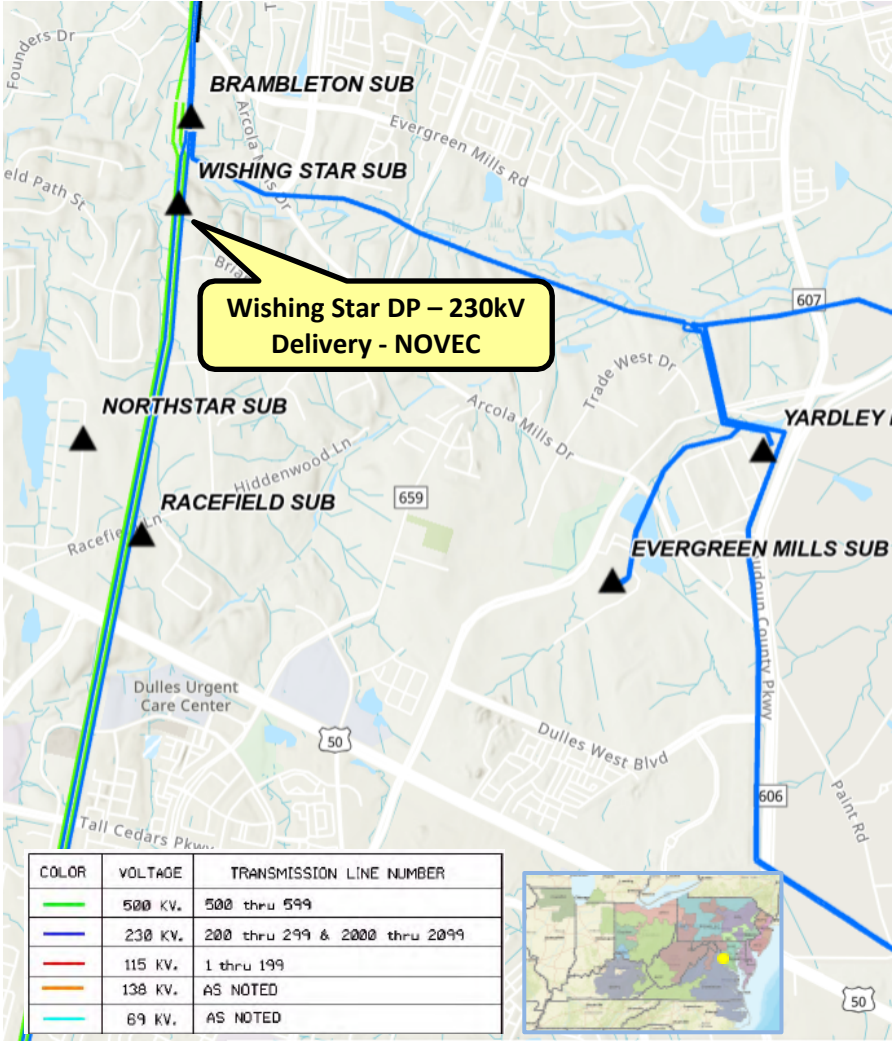 Founders Dr
BRAMBLETON SUB
Arcola Mills Dr
Evergreen Mills Rd
WISHING STAR SUB
eld Path St
Wishing Star DP – 230kV
Delivery - NOVEC
607
Trade West Dr
NORTHSTAR SUB
Arcola Mills Dr
YARDLEY
Hiddenwood Ln
659
RACEFIELD SUB
EVERGREEN MILLS SUB
oudoun County Pkwy
Dulles Urgent
Care Center
50
Dulles West Blvd
606
Paint Rd
Tall Cedars Pkwy
COLOR VOLTAGE TRANSMISSION LINE NUMBER
500 KV. 500 thru 599
230 KV. 200 thru 299 & 2000 thru 2099
115 KV. 1 thru 199
138 KV. AS NOTED
69 KV. AS NOTED
50